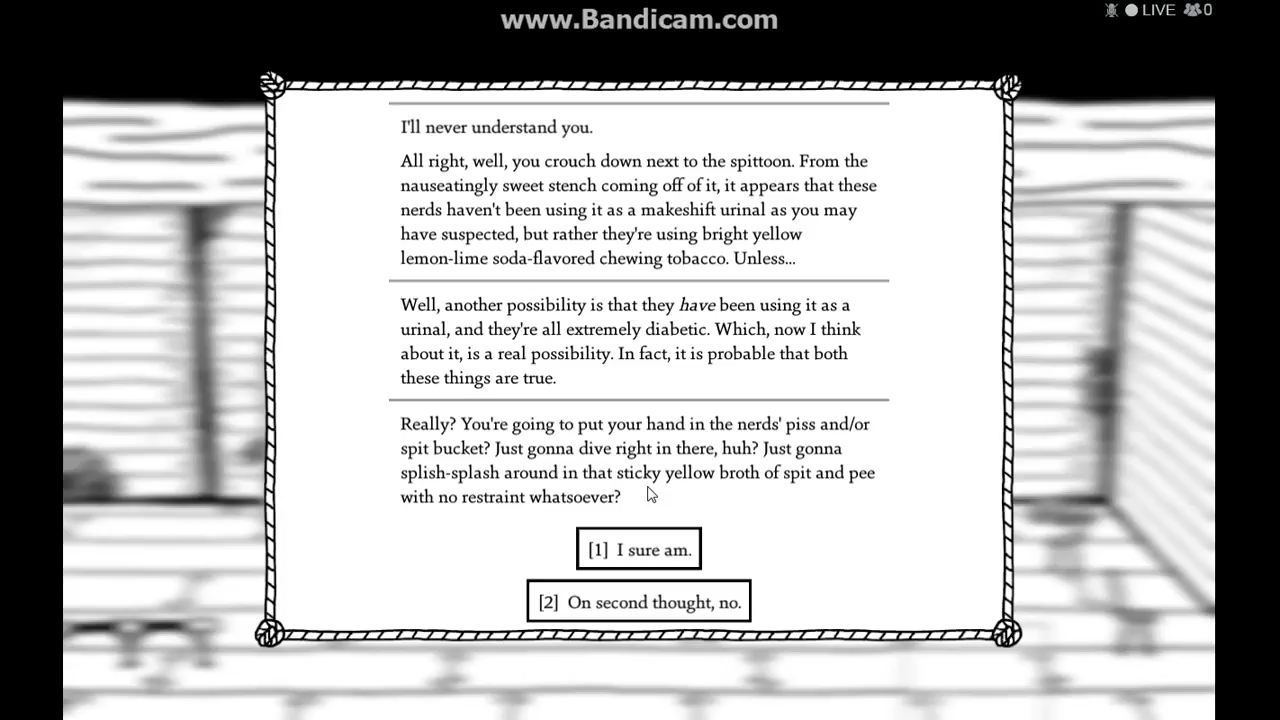 www.Bandicam.com
LIVE 0
I'll never understand you.
All right, well, you crouch down next to the spittoon. From the
nauseatingly sweet stench coming off of it, it appears that these
nerds haven't been using it as a makeshift urinal as you may
have suspected, but rather they're using bright yellow
lemon-lime soda-flavored chewing tobacco. Unless...
Well, another possibility is that they have been using it as a
urinal, and they're all extremely diabetic. Which, now I think
about it, is a real possibility. In fact, it is probable that both
these things are true.
Really? You're going to put your hand in the nerds' piss and/or
spit bucket? Just gonna dive right in there, huh? Just gonna
splish-splash around in that sticky yellow broth of spit and pee
with no restraint whatsoever?
[1] I sure am.
[2] On second thought, no.